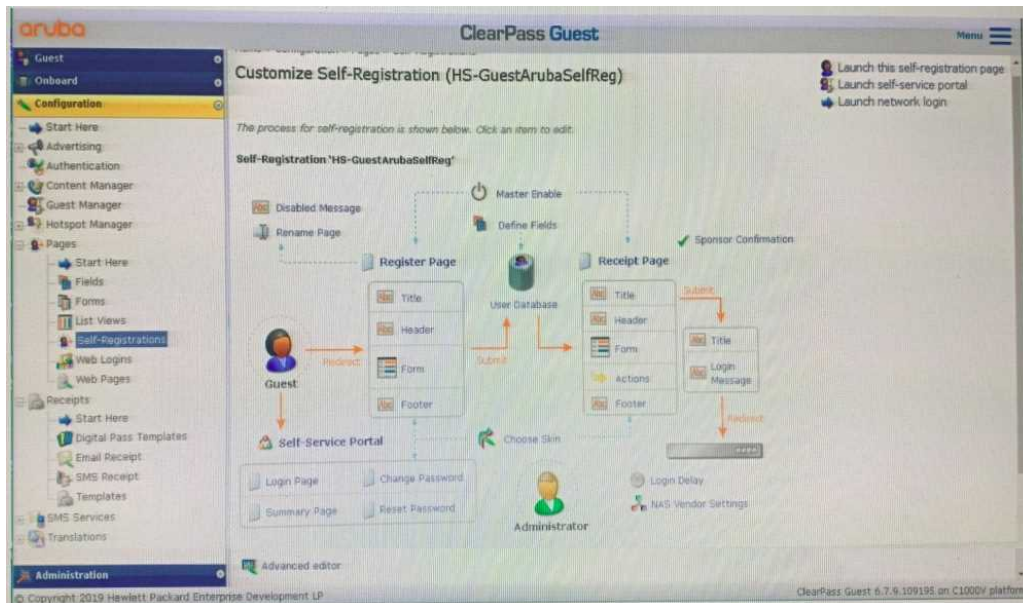 aruba
ClearPass Guest
Menu
Guest
Onboard
Configuration
Start Here
Advertising
Authentication
Content Manager
Guest Manager
Hotspot Manager
Pages
Start Here
Fields
Forms
List Views
Self-Registrations
Web Logins
Web Pages
Receipts
Start Here
Digital Pass Templates
Email Receipt
SMS Receipt
Templates
SMS Services
Translations
Administration
Customize Self-Registration (HS-GuestArubaSelfReg)
Launch this self-registration page
Launch self-service portal
Launch network login
The process for self-registration is shown below. Click an item to edit.
Self-Registration 'HS-GuestArubaSelfReg'
Master Enable
Disabled Message
Rename Page
Define Fields
Sponsor Confirmation
Register Page
Title
Header
Form
Footer
User Database
Receipt Page
Title
Header
Form
Actions
Footer
Submit
Title
Login
Message
Redirect
Guest
Redirect
Submit
Self-Service Portal
Choose Skin
Login Page
Change Password
Summary Page
Reset Password
Administrator
Login Delay
NAS Vendor Settings
Advanced editor
© Copyright 2019 Hewlett Packard Enterprise Development LP
ClearPass Guest 6.7.9.109195 on C1000V platform